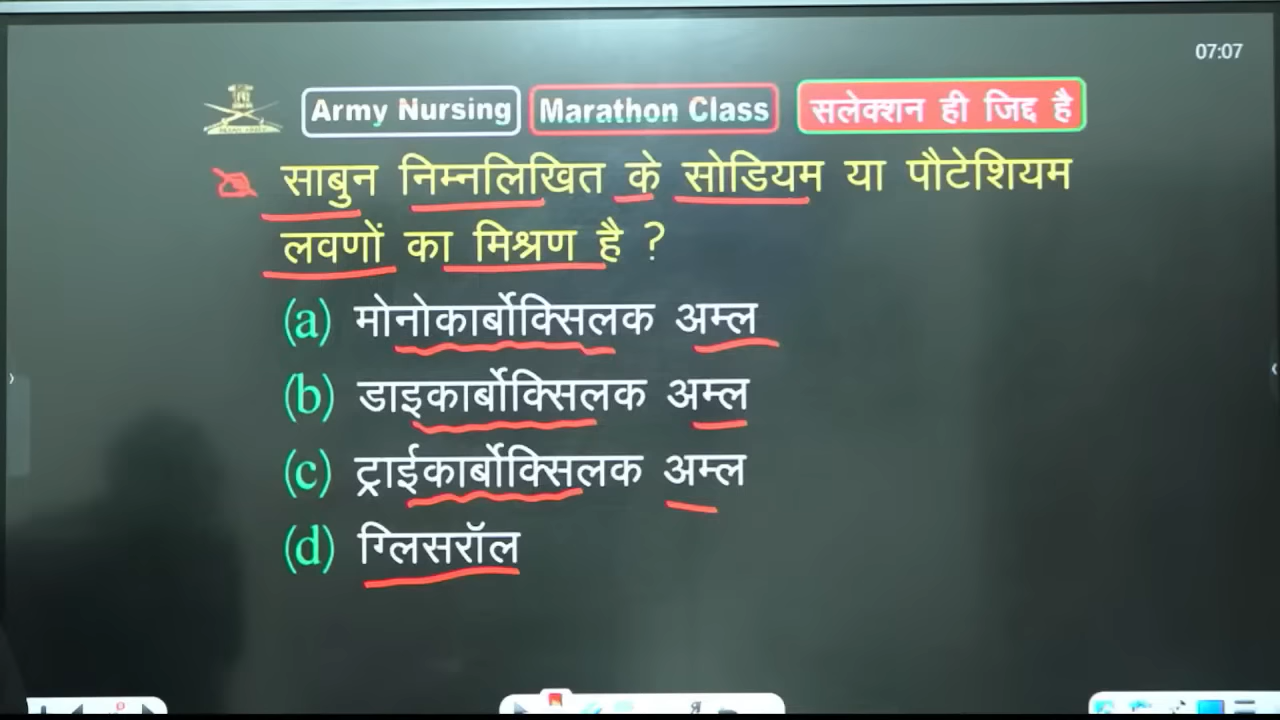 07:07
Army Nursing Marathon Class सलेक्शन ही जिद्द है
साबुन निम्नलिखित के सोडियम या पौटेशियम
लवणों का मिश्रण है ?
(a) मोनोकार्बोक्सिलक अम्ल
(b) डाइकार्बोक्सिलक अम्ल
(c) ट्राईकार्बोक्सिलक अम्ल
(d) ग्लिसरॉल